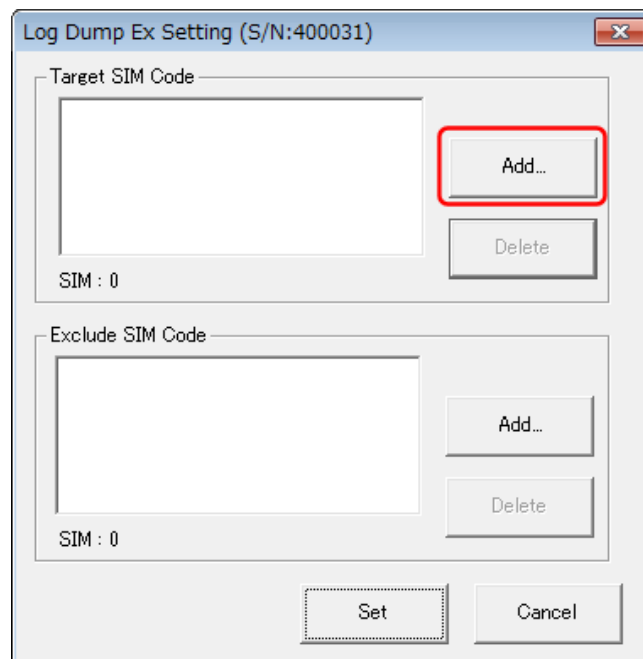 Log Dump Ex Setting (S/N:400031)
Target SIM Code
Add...
Delete
SIM : 0
Exclude SIM Code
Add...
Delete
SIM : 0
Set
Cancel